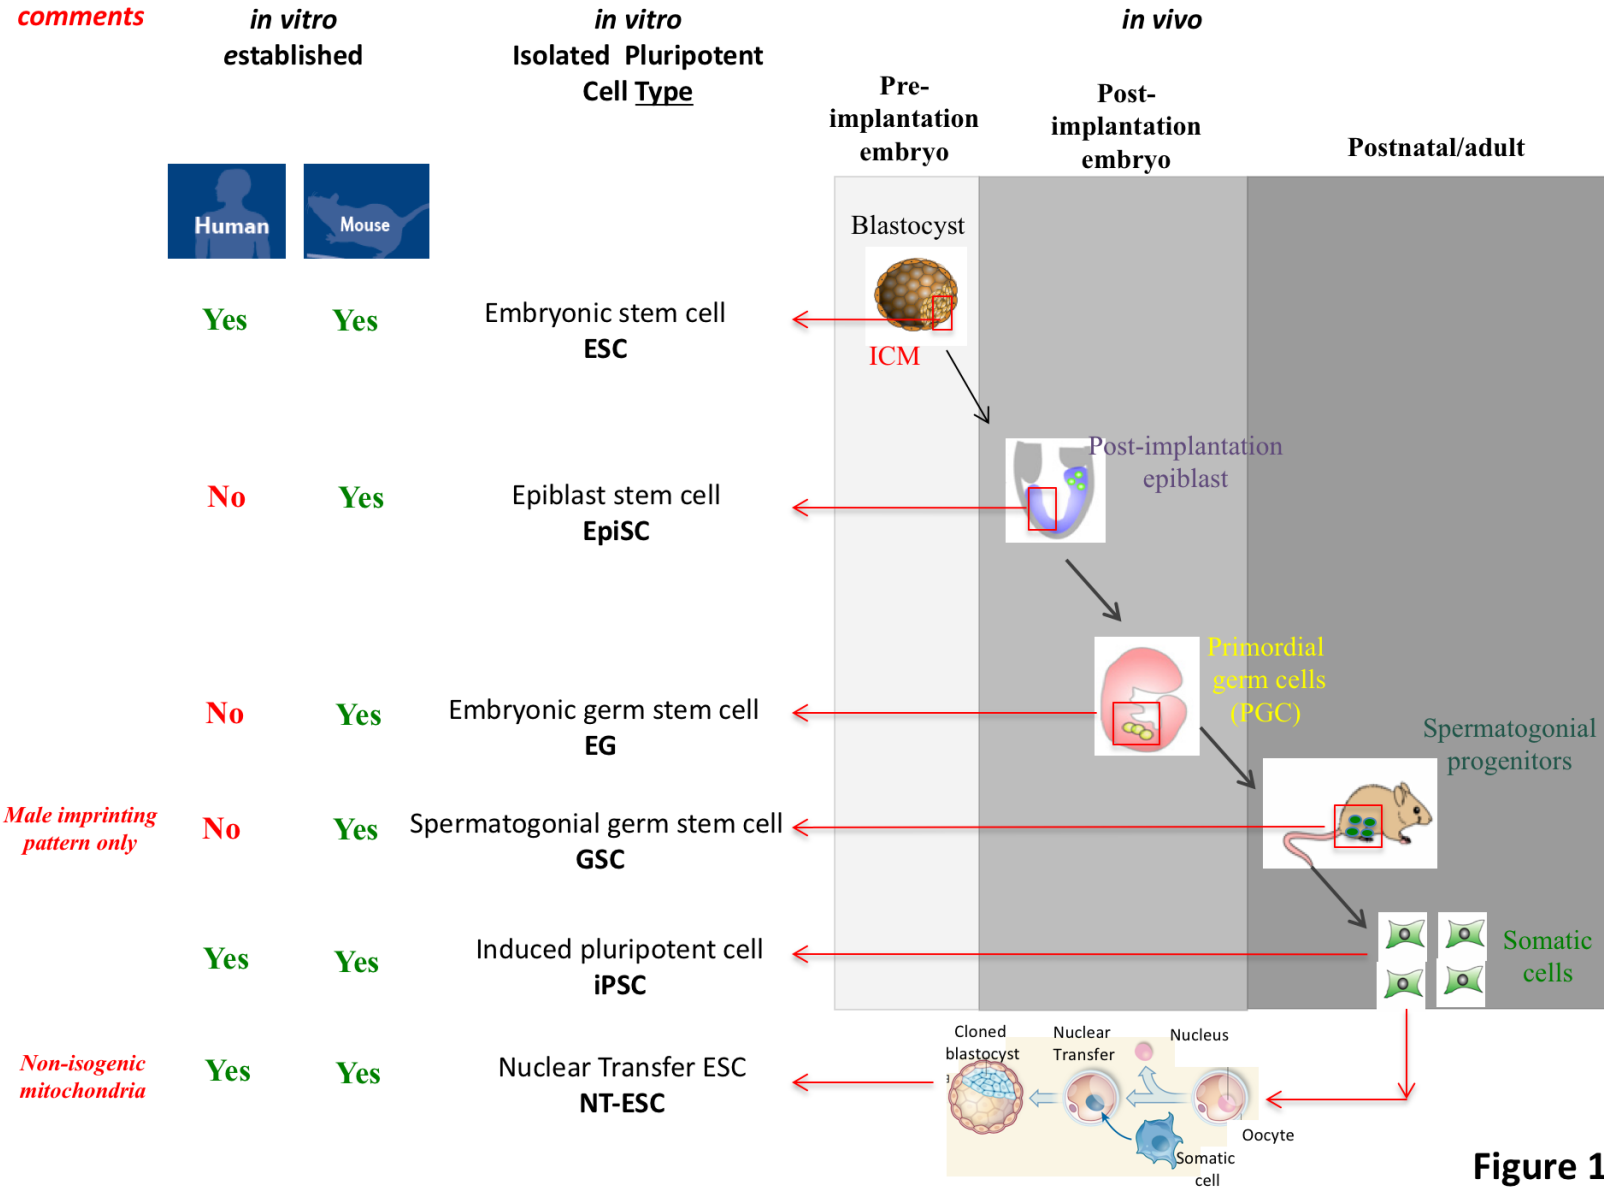 comments
in vitro
established
in vitro
Isolated Pluripotent
Cell Type
in vivo
Pre-
implantation
embryo
Post-
implantation
embryo
Postnatal/adult
Human
Mouse
Blastocyst
ICM
Yes
Yes
Embryonic stem cell
ESC
Post-implantation
epiblast
No
Yes
Epiblast stem cell
EpiSC
Primordial
germ cells
(PGC)
No
Yes
Embryonic germ stem cell
EG
Spermatogonial
progenitors
Male imprinting
pattern only
No
Yes
Spermatogonial germ stem cell
GSC
Yes
Yes
Induced pluripotent cell
iPSC
Somatic
cells
Non-isogenic
mitochondria
Yes
Yes
Nuclear Transfer ESC
NT-ESC
Cloned
blastocyst
Nuclear
Transfer
Nucleus
Oocyte
Somatic
cell
Figure 1